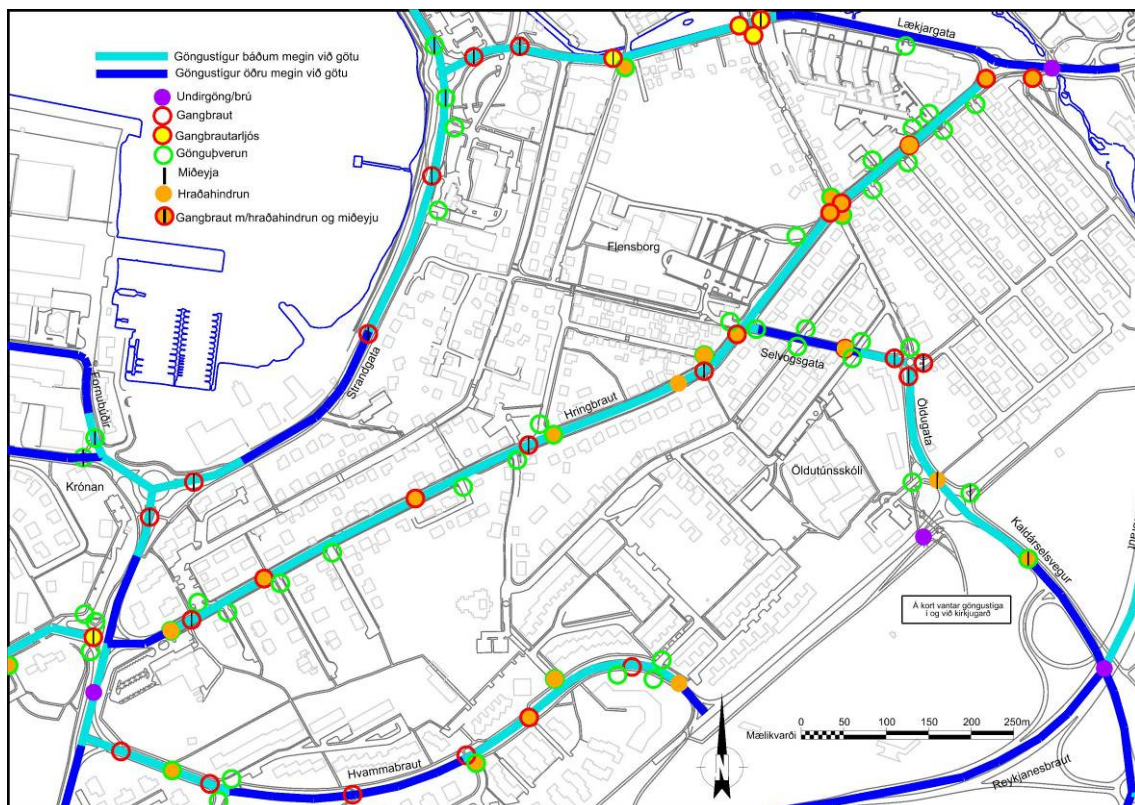 Göngustígur báðum megin við götu
Göngustígur öðru megin við götu
Undirgöng/brú
Gangbraut
Gangbrautarljós
Gönguþverun
Miðeyja
Hraðahindrun
Gangbraut m/hraðahindrun og miðeyju
Lækjargata
Flensborg
Strandgata
Selvogsgata
Fornubúðir
Hringbraut
Öldugata
Krónan
Öldutúnsskóli
Kaldárselsvegur
Á kort vantar göngustíga
í og við kirkjugarð
0 50 100 150 200 250m
Mælikvarði
N
Hvammabraut
Reykjanesbraut